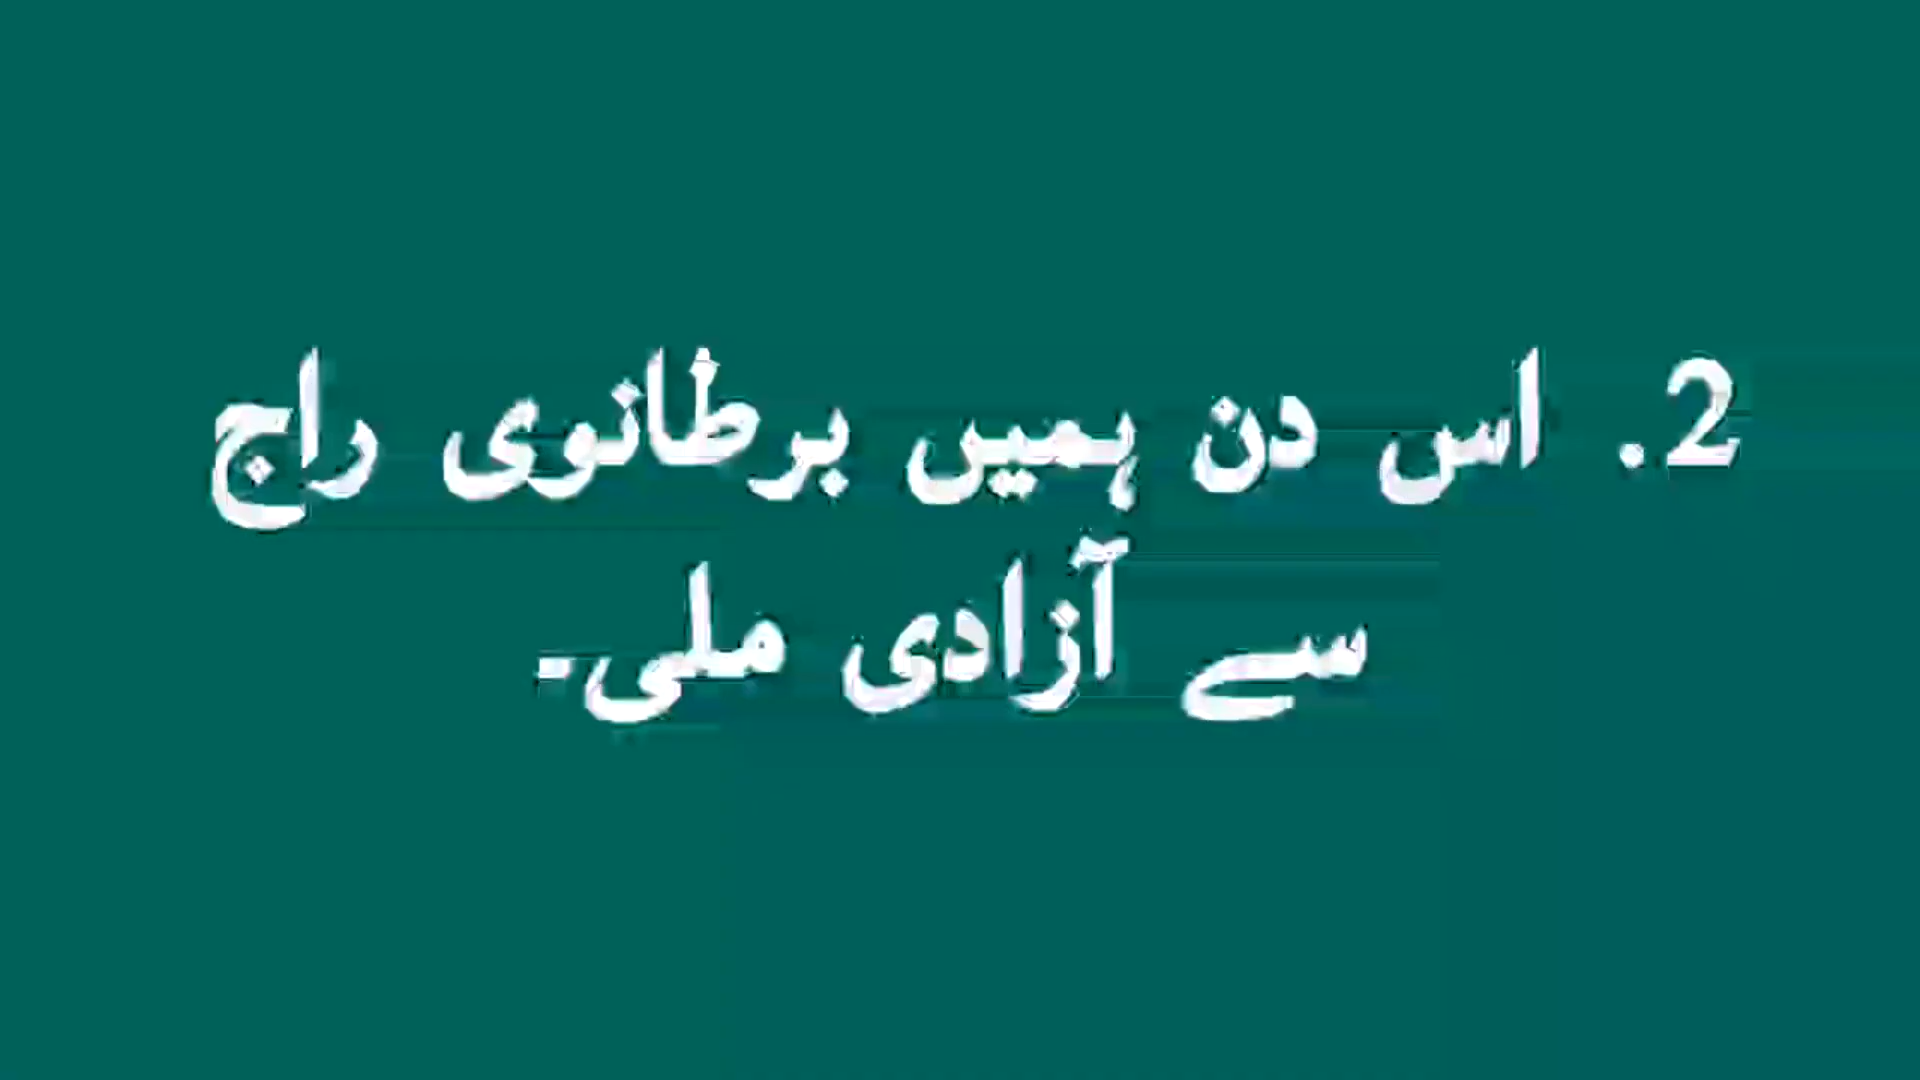 2. اس دن ہمیں برطانوی راج
سے آزادی ملی۔